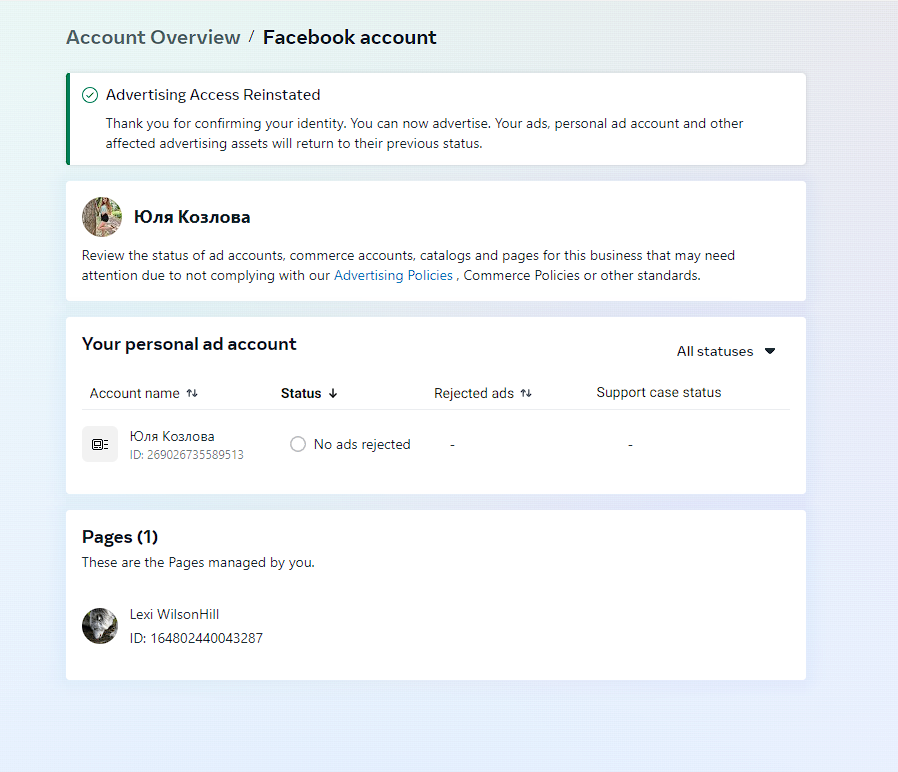 Account Overview / Facebook account
Advertising Access Reinstated
Thank you for confirming your identity. You can now advertise. Your ads, personal ad account and other
affected advertising assets will return to their previous status.
Юля Козлова
Review the status of ad accounts, commerce accounts, catalogs and pages for this business that may need
attention due to not complying with our Advertising Policies , Commerce Policies or other standards.
Your personal ad account
All statuses
Account name Status Rejected ads Support case status
Юля Козлова
ID: 269026735589513
No ads rejected - -
Pages (1)
These are the Pages managed by you.
Lexi WilsonHill
ID: 164802440043287